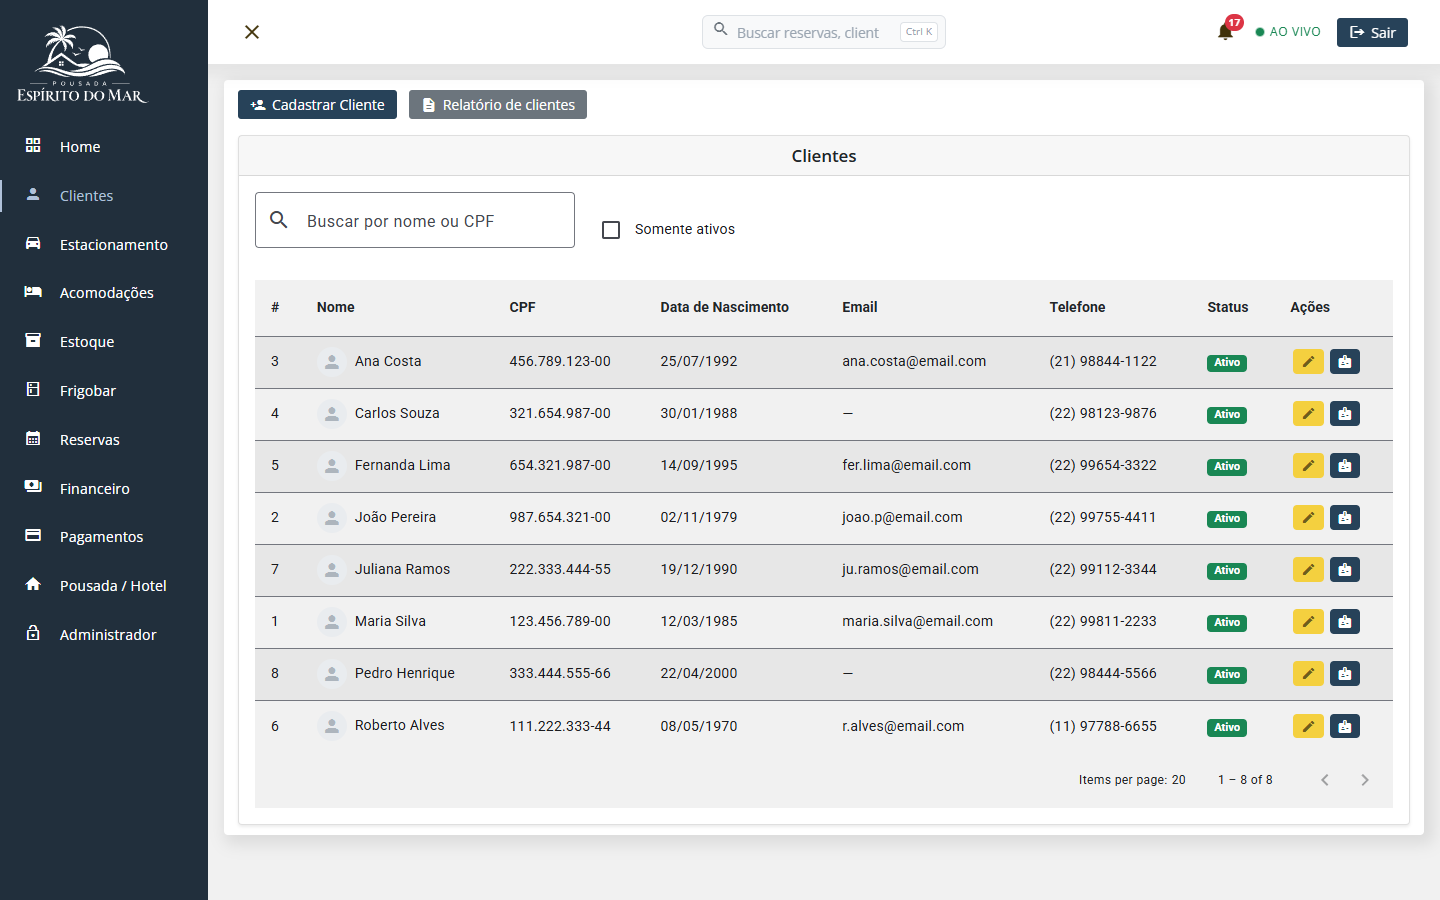 POUSADA
ESPÍRITO DO MAR
Home
Clientes
Estacionamento
Acomodações
Estoque
Frigobar
Reservas
Financeiro
Pagamentos
Pousada / Hotel
Administrador
Buscar reservas, client
Ctrl K
17
AO VIVO
Sair
Cadastrar Cliente
Relatório de clientes
Clientes
Buscar por nome ou CPF
Somente ativos
# Nome CPF Data de Nascimento Email Telefone Status Ações
3 Ana Costa 456.789.123-00 25/07/1992 ana.costa@email.com (21) 98844-1122 Ativo
4 Carlos Souza 321.654.987-00 30/01/1988 — (22) 98123-9876 Ativo
5 Fernanda Lima 654.321.987-00 14/09/1995 fer.lima@email.com (22) 99654-3322 Ativo
2 João Pereira 987.654.321-00 02/11/1979 joao.p@email.com (22) 99755-4411 Ativo
7 Juliana Ramos 222.333.444-55 19/12/1990 ju.ramos@email.com (22) 99112-3344 Ativo
1 Maria Silva 123.456.789-00 12/03/1985 maria.silva@email.com (22) 99811-2233 Ativo
8 Pedro Henrique 333.444.555-66 22/04/2000 — (22) 98444-5566 Ativo
6 Roberto Alves 111.222.333-44 08/05/1970 r.alves@email.com (11) 97788-6655 Ativo
Items per page: 20 1 – 8 of 8